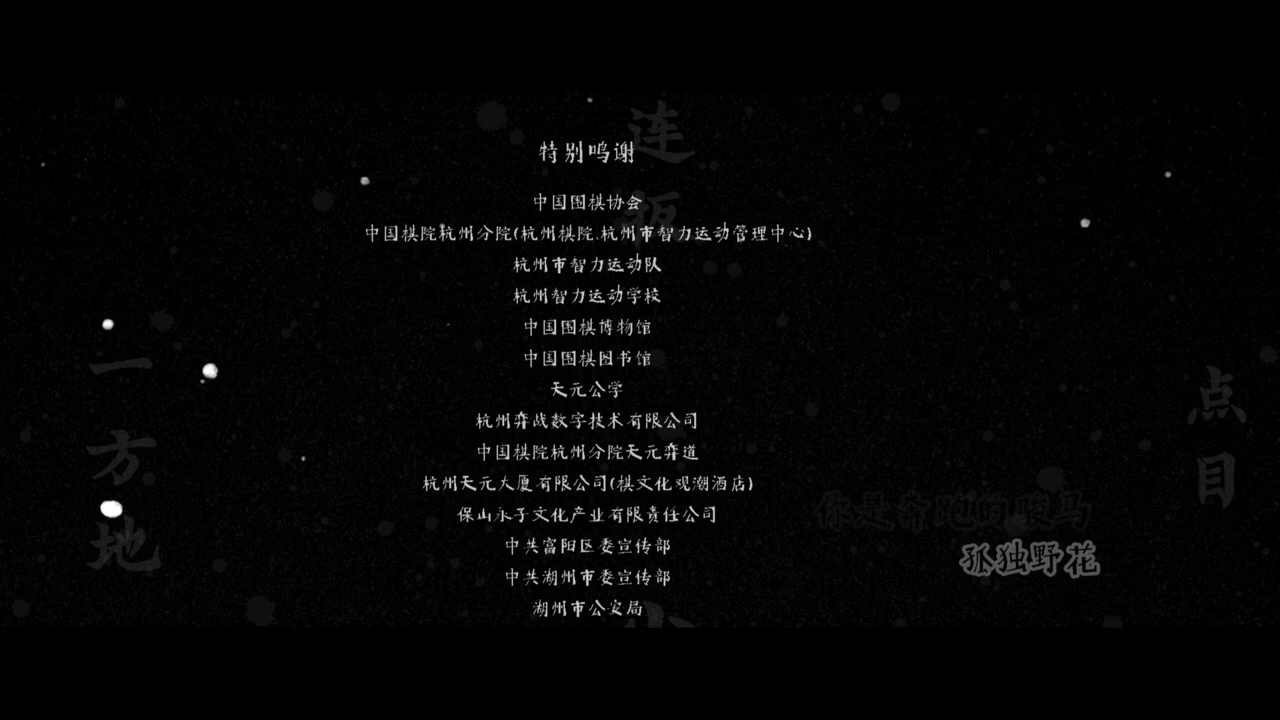 特别鸣谢
中国围棋协会
中国棋院杭州分院(杭州棋院、杭州市智力运动管理中心)
杭州市智力运动队
杭州智力运动学校
中国围棋博物馆
中国围棋图书馆
天元公学
杭州弈战数字技术有限公司
中国棋院杭州分院天元弈道
杭州天元大厦有限公司(棋文化观潮酒店)
保山永子文化产业有限责任公司
中共富阳区委宣传部
中共湖州市委宣传部
湖州市公安局
一方地
连
点目
你是奔跑的骏马
孤独野花